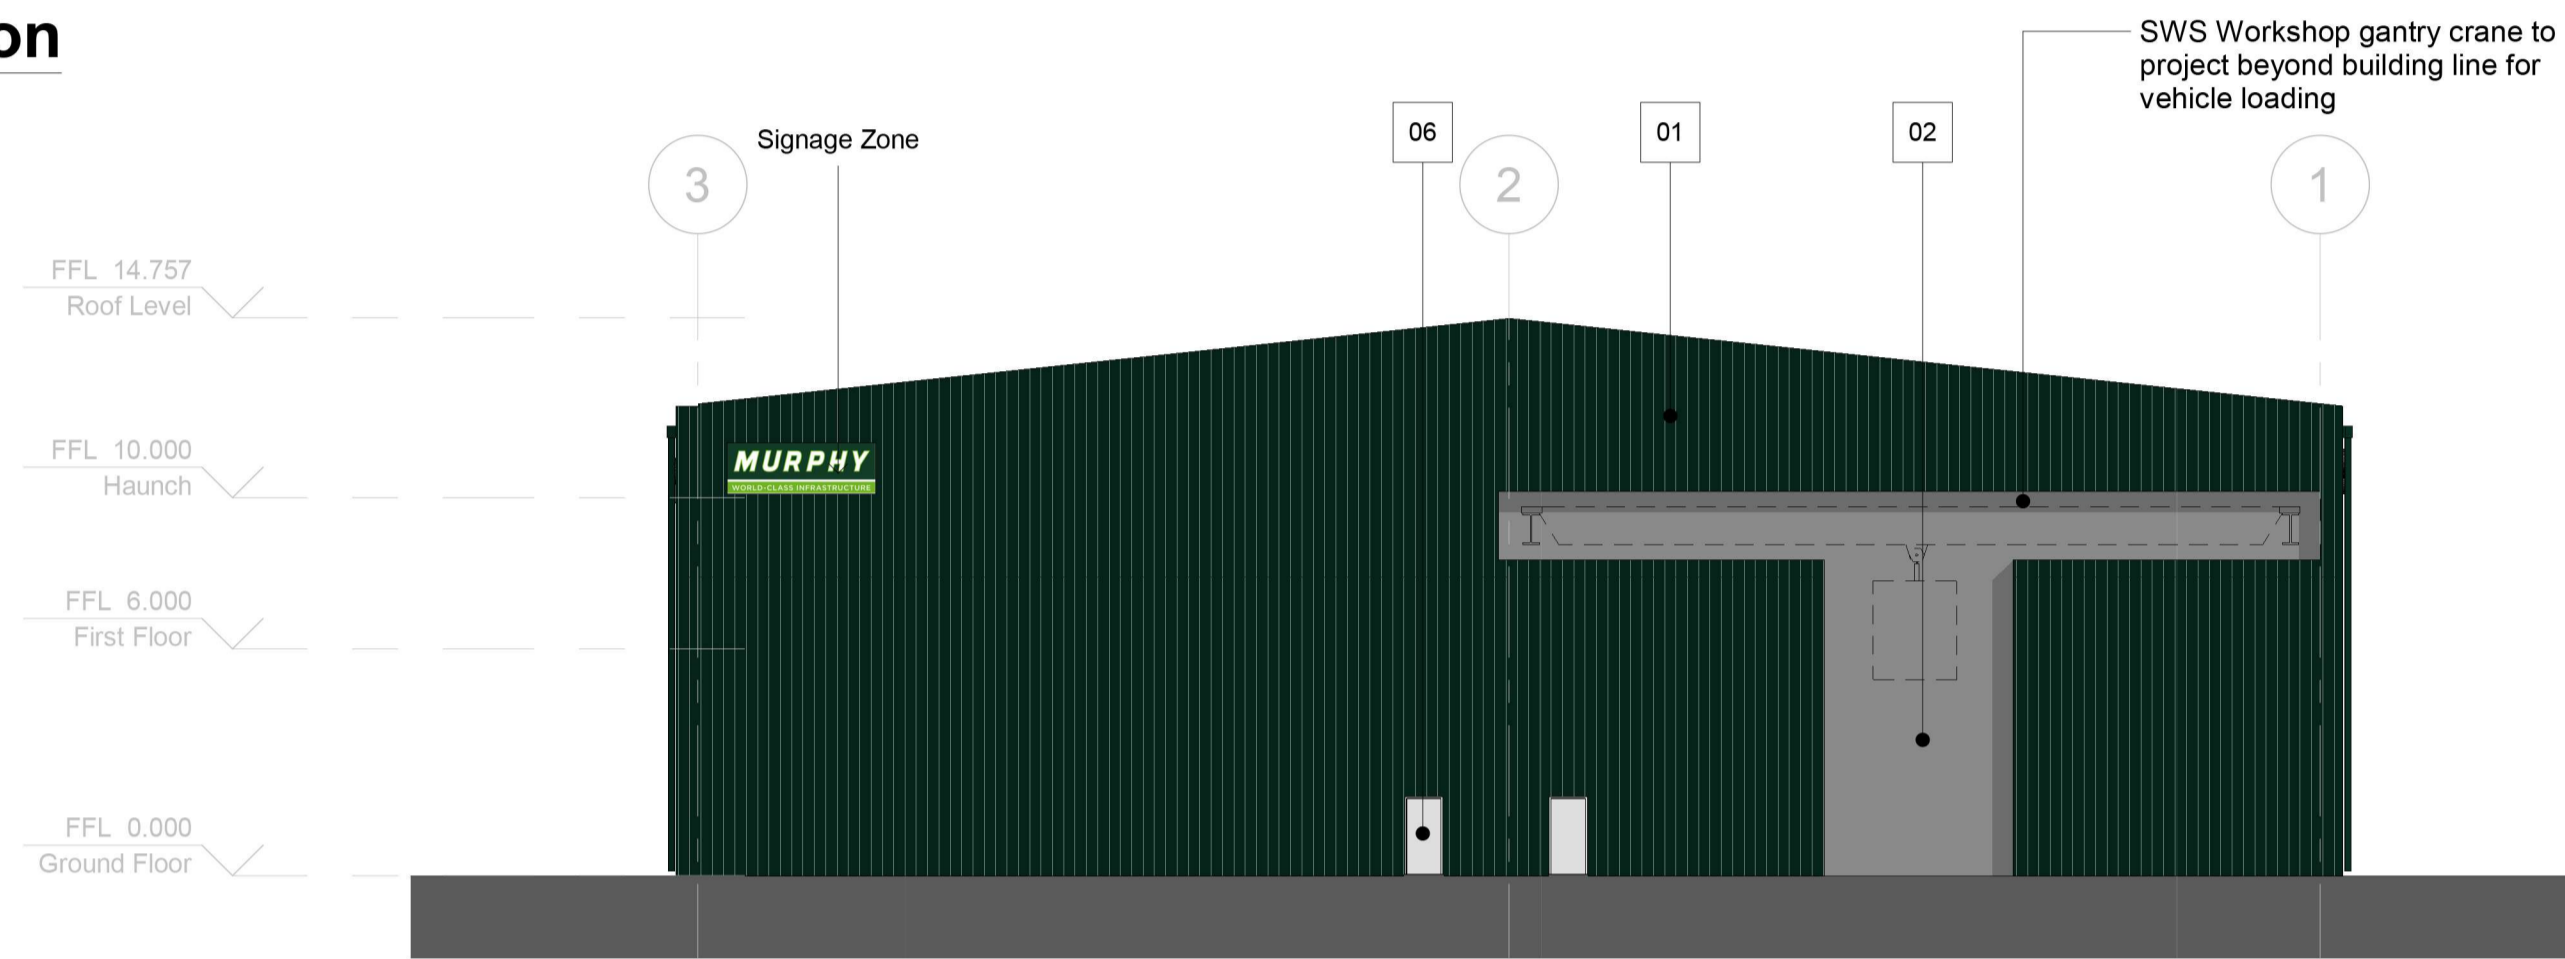 on
SWS Workshop gantry crane to
project beyond building line for
vehicle loading
Signage Zone
06
01
02
3
2
1
FFL 14.757
Roof Level
FFL 10.000
Haunch
MURPHY
WORLD-CLASS INFRASTRUCTURE
FFL 6.000
First Floor
FFL 0.000
Ground Floor